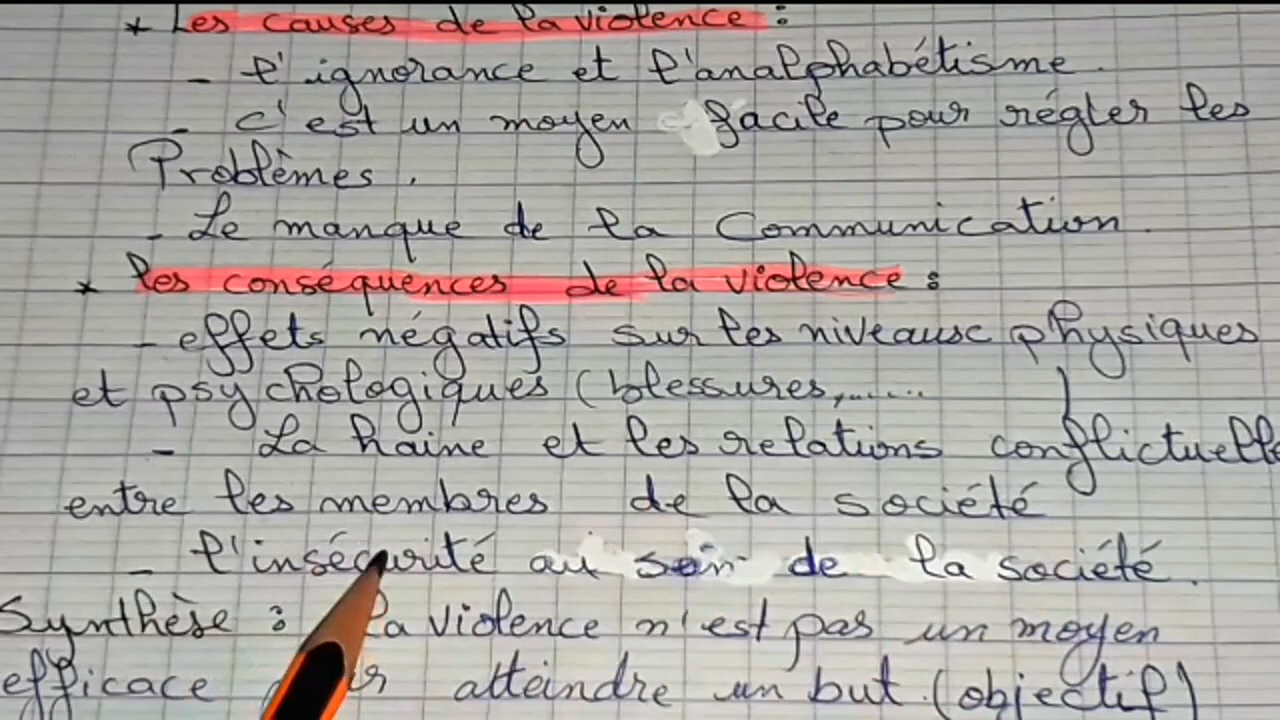 * Les causes de la violence :
- l'ignorance et l'analphabétisme.
- c'est un moyen facile pour régler les
Problèmes.
- Le manque de la Communication.
* les conséquences de la violence :
- effets négatifs sur les niveaux physiques
et psychologiques (blessures,.....)
- La haine et les relations conflictuelle
entre les membres de la société
- l'insécurité au sein de la société.
Synthèse : la violence n'est pas un moyen
efficace atteindre un but (objectif)